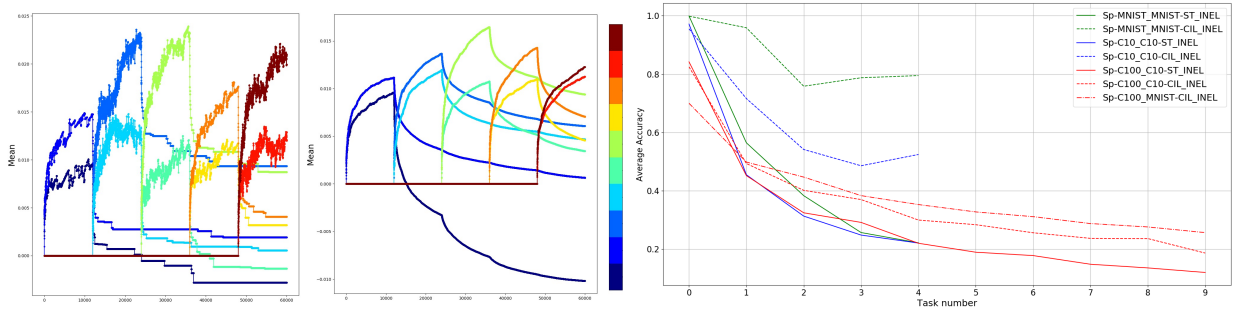 0.025
0.020
0.015
0.010
0.005
0.000
Mean
0 10000 20000 30000 40000 50000 60000
0.015
0.010
0.005
0.000
−0.005
−0.010
Mean
0 10000 20000 30000 40000 50000 60000
1.0
0.8
0.6
0.4
0.2
Average Accuracy
Sp-MNIST_MNIST-ST_INEL
Sp-MNIST_MNIST-CIL_INEL
Sp-C10_C10-ST_INEL
Sp-C10_C10-CIL_INEL
Sp-C100_C10-ST_INEL
Sp-C100_C10-CIL_INEL
Sp-C100_MNIST-CIL_INEL
0 1 2 3 4 5 6 7 8 9
Task number